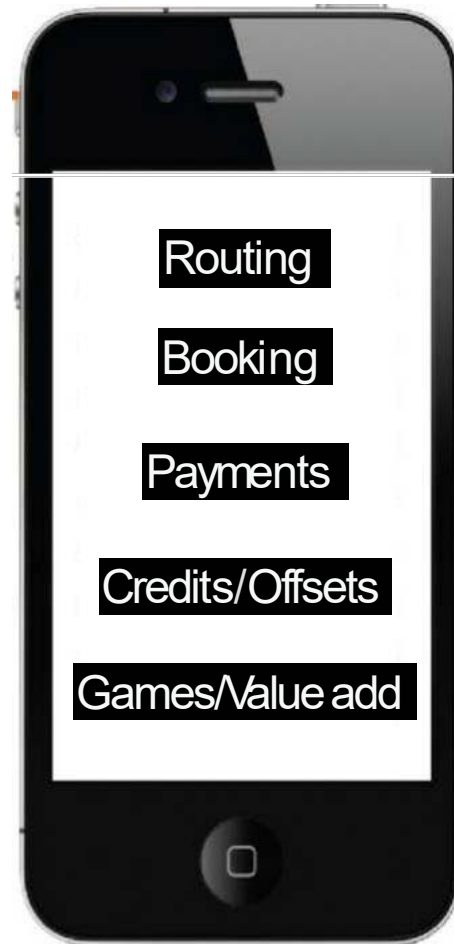 Routing
Booking
Payments
Credits/Offsets
Games/Value add